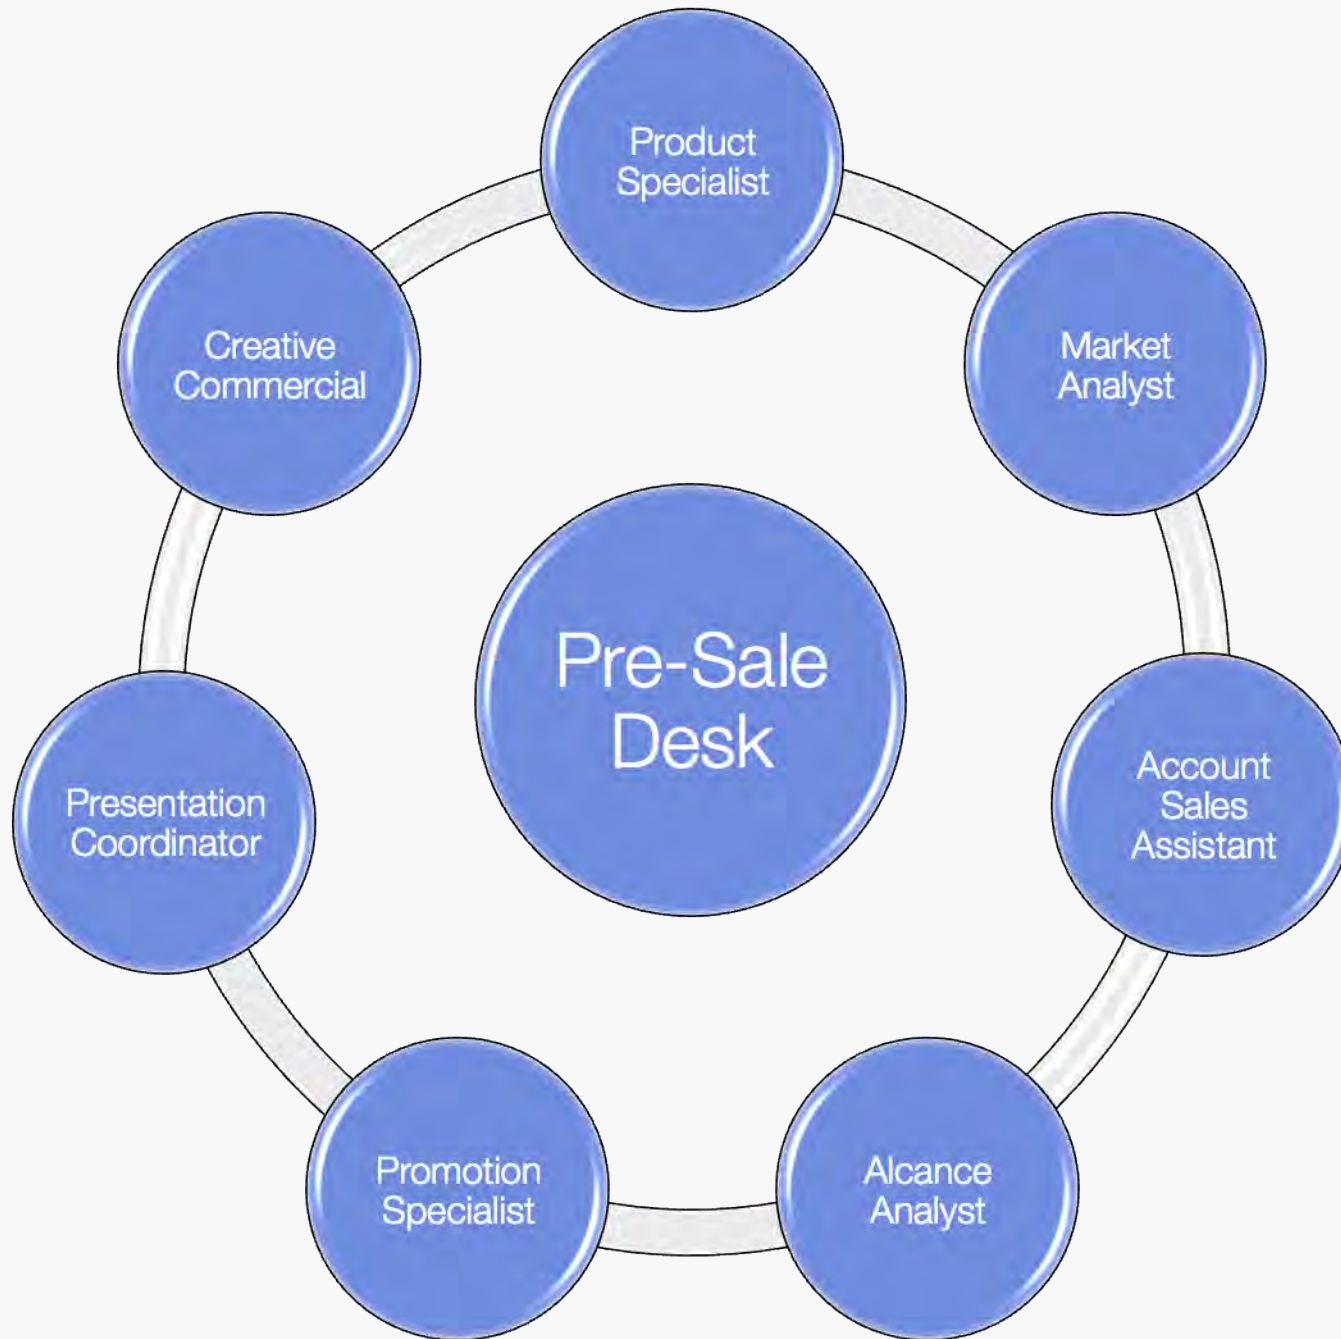 Product
Specialist
Creative
Commercial
Market
Analyst
Pre-Sale
Desk
Presentation
Coordinator
Account
Sales
Assistant
Promotion
Specialist
Alcance
Analyst